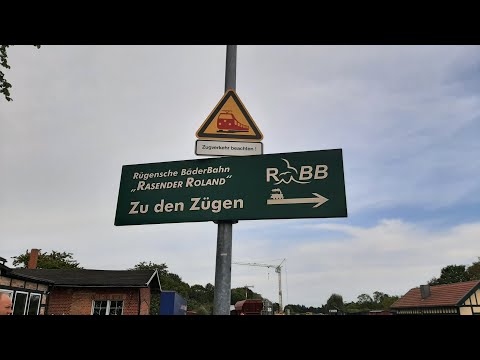 Zugverkehr beachten !
Rügensche BäderBahn
„Rasender Roland“
Zu den Zügen
RüBB